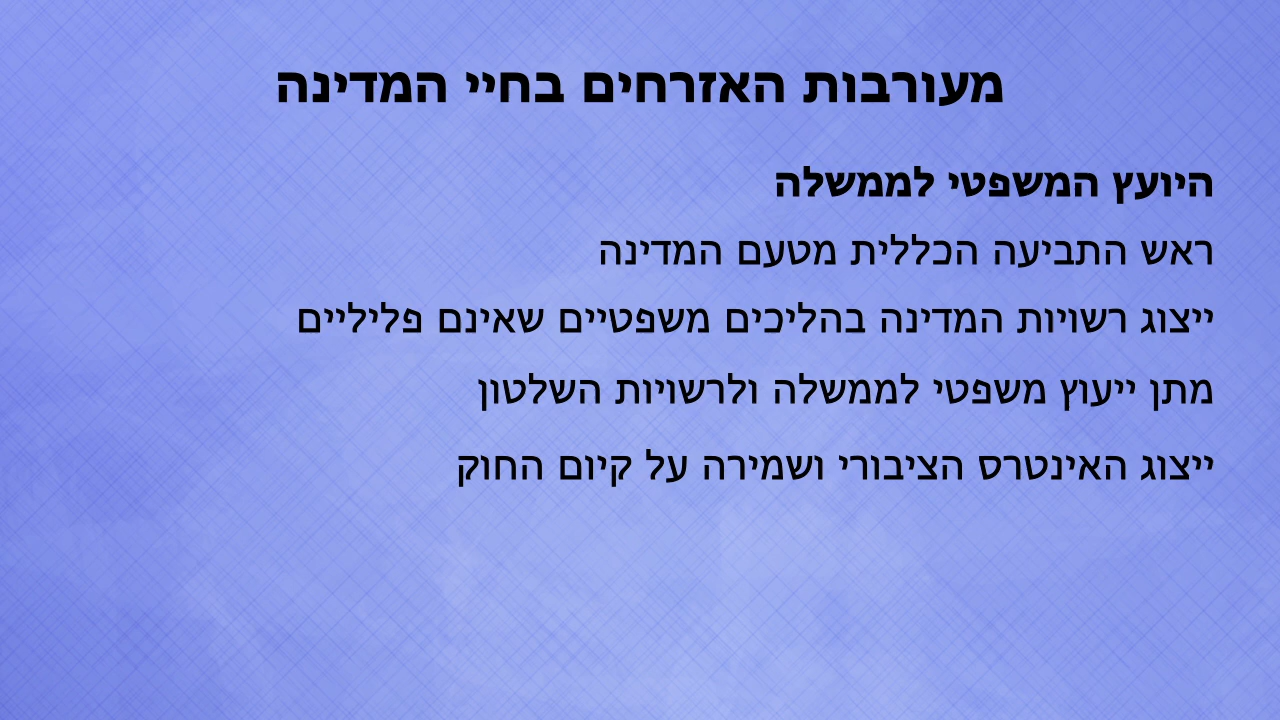 מעורבות האזרחים בחיי המדינה
היועץ המשפטי לממשלה
ראש התביעה הכללית מטעם המדינה
ייצוג רשויות המדינה בהליכים משפטיים שאינם פליליים
מתן ייעוץ משפטי לממשלה ולרשויות השלטון
ייצוג האינטרס הציבורי ושמירה על קיום החוק